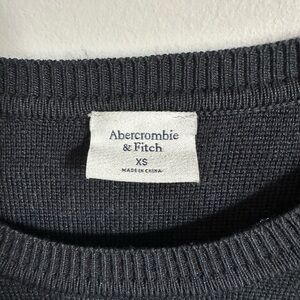 Abercrombie
& Fitch
XS
MADE IN CHINA